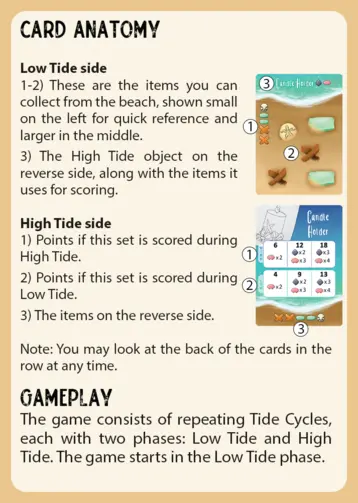 CARD ANATOMY
Low Tide side
1-2) These are the items you can
collect from the beach, shown small
on the left for quick reference and
larger in the middle.
3) The High Tide object on the
reverse side, along with the items it
uses for scoring.
3 Candle Holder
1
2
High Tide side
1) Points if this set is scored during
High Tide.
2) Points if this set is scored during
Low Tide.
3) The items on the reverse side.
Candle
Holder
1
6 12 18
x2 x2 x3
x3 x4
2
4 9 13
x2 x2 x3
x3 x4
3
Note: You may look at the back of the cards in the
row at any time.
GAMEPLAY
The game consists of repeating Tide Cycles,
each with two phases: Low Tide and High
Tide. The game starts in the Low Tide phase.